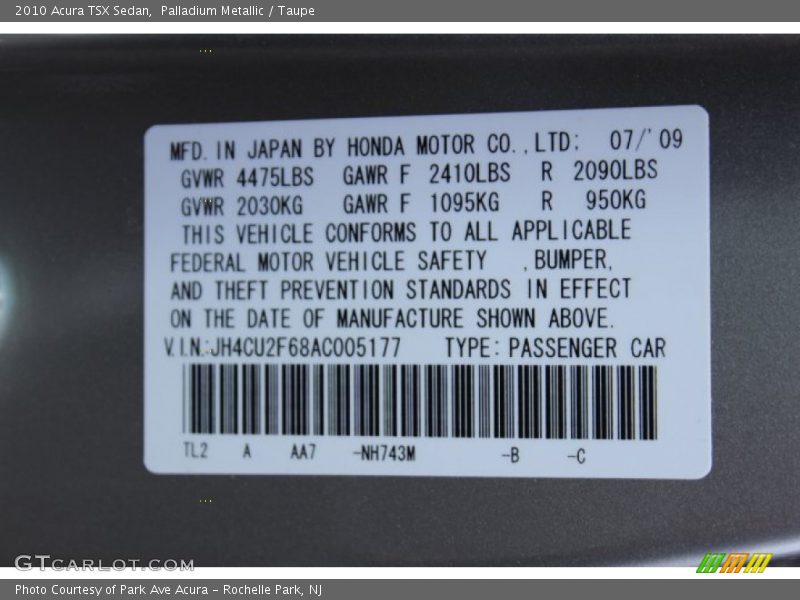 2010 Acura TSX Sedan, Palladium Metallic / Taupe
MFD. IN JAPAN BY HONDA MOTOR CO., LTD: 07/'09
GVWR 4475LBS GAWR F 2410LBS R 2090LBS
GVWR 2030KG GAWR F 1095KG R 950KG
THIS VEHICLE CONFORMS TO ALL APPLICABLE
FEDERAL MOTOR VEHICLE SAFETY ,BUMPER,
AND THEFT PREVENTION STANDARDS IN EFFECT
ON THE DATE OF MANUFACTURE SHOWN ABOVE.
V.I.N.:JH4CU2F68AC005177 TYPE: PASSENGER CAR
TL2 A AA7 -NH743M -B -C
GTCARLOT.COM
Photo Courtesy of Park Ave Acura - Rochelle Park, NJ